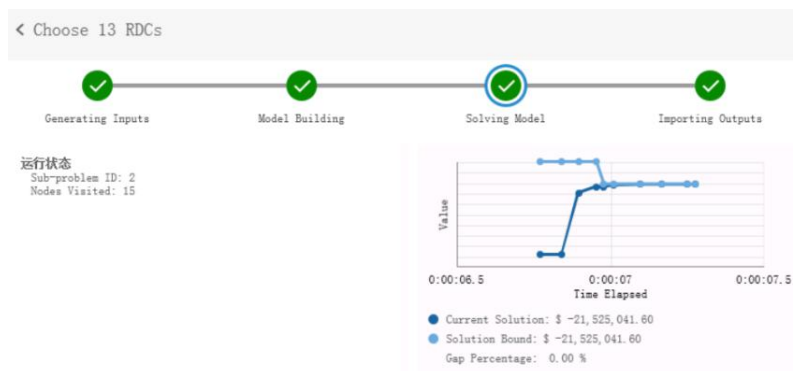 Choose 13 RDCs
Generating Inputs Model Building Solving Model Importing Outputs
运行状态
Sub-problem ID: 2
Nodes Visited: 15
Value
0:00:06.5 0:00:07 0:00:07.5
Time Elapsed
Current Solution: $ -21,525,041.60
Solution Bound: $ -21,525,041.60
Gap Percentage: 0.00 %